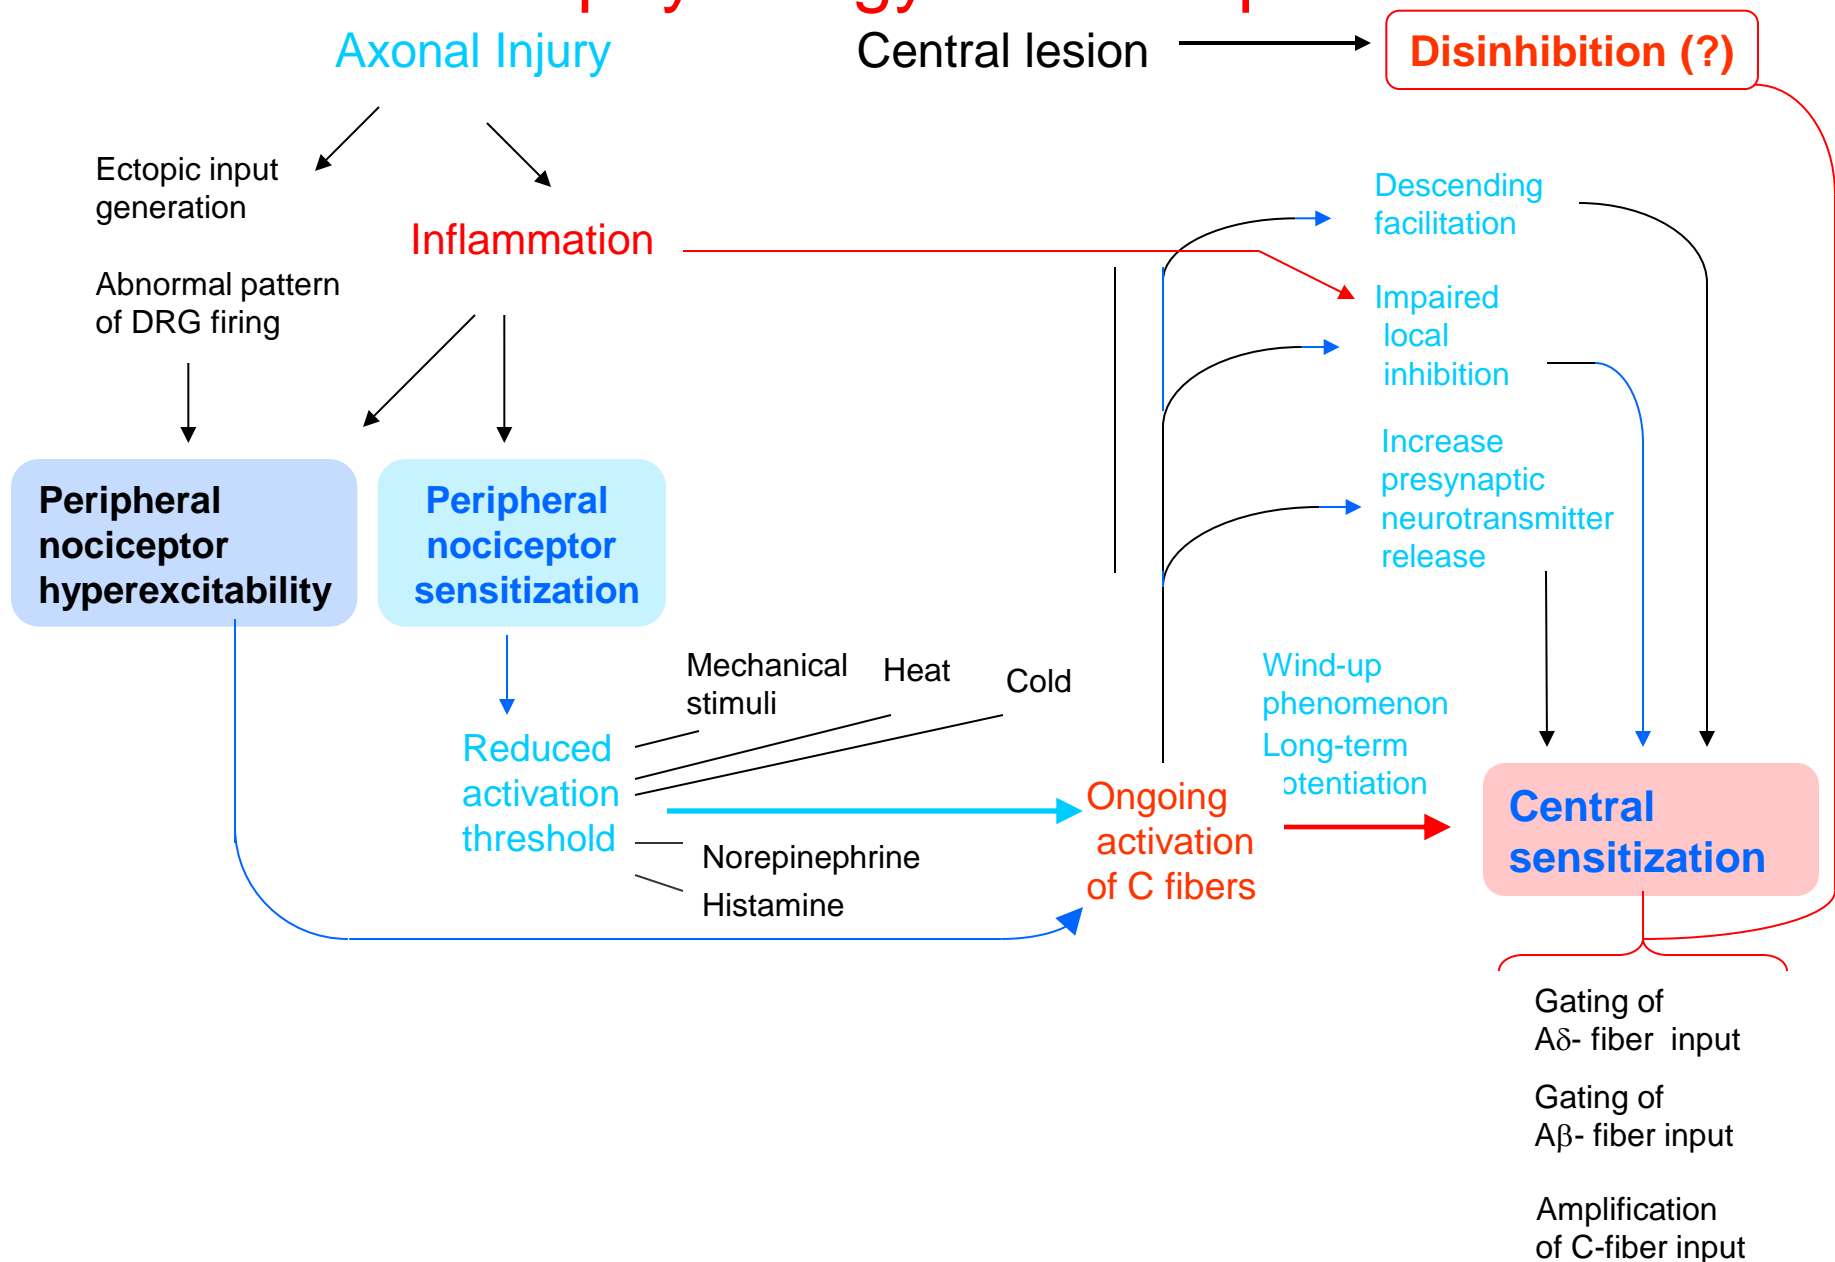 Axonal Injury
Central lesion
Disinhibition (?)
Ectopic input
generation
Inflammation
Abnormal pattern
of DRG firing
Descending
facilitation
Impaired
local
inhibition
Increase
presynaptic
neurotransmitter
release
Peripheral
nociceptor
hyperexcitability
Peripheral
nociceptor
sensitization
Mechanical
stimuli
Heat
Cold
Reduced
activation
threshold
Norepinephrine
Histamine
Ongoing
activation
of C fibers
Wind-up
phenomenon
Long-term
otentiation
Central
sensitization
Gating of
Aδ- fiber input
Gating of
Aβ- fiber input
Amplification
of C-fiber input